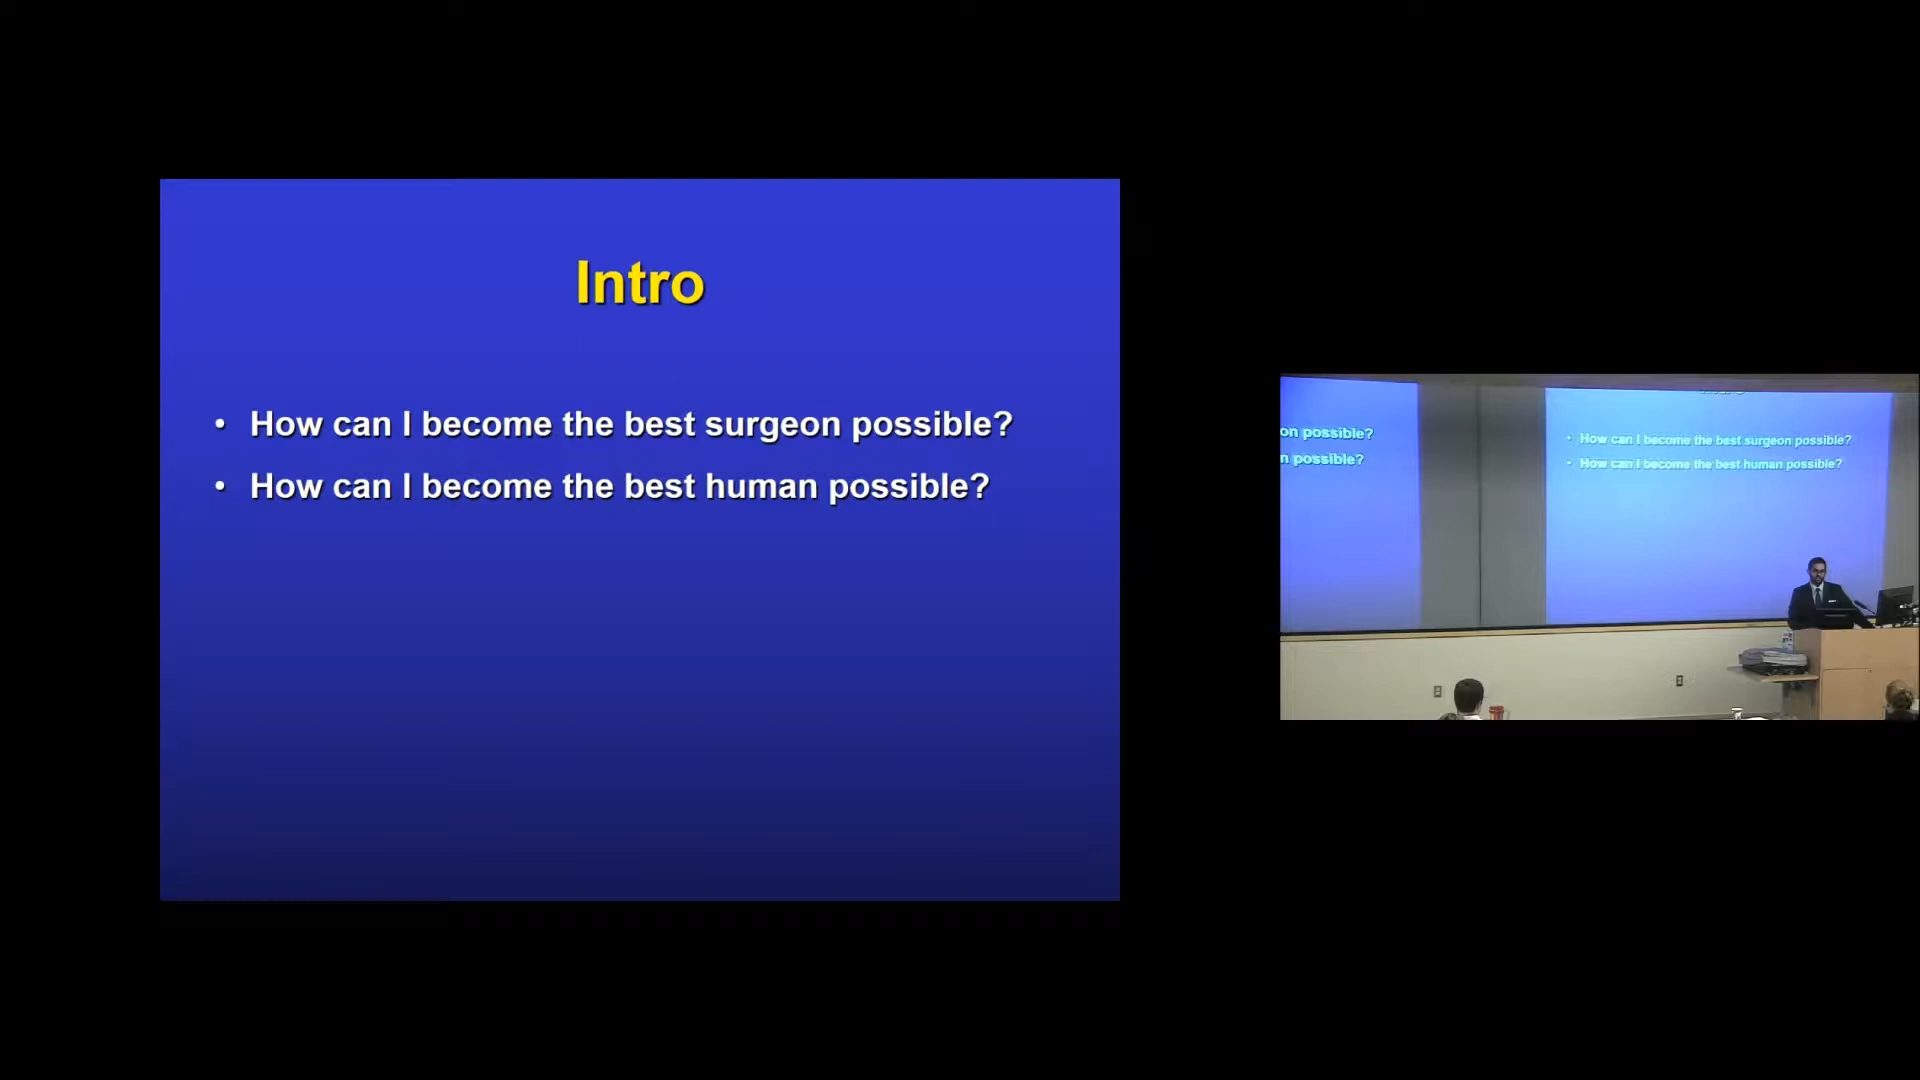 Intro
• How can I become the best surgeon possible?
• How can I become the best human possible?
on possible?
n possible?
• How can I become the best surgeon possible?
• How can I become the best human possible?